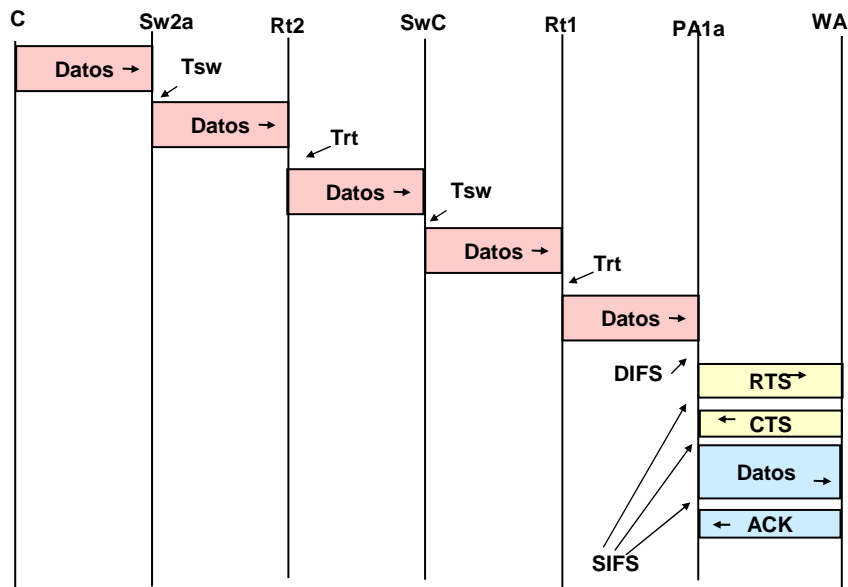 C
Sw2a
Rt2
SwC
Rt1
PA1a
WA
Datos
Tsw
Datos
Trt
Datos
Tsw
Datos
Trt
Datos
DIFS
RTS
CTS
Datos
ACK
SIFS